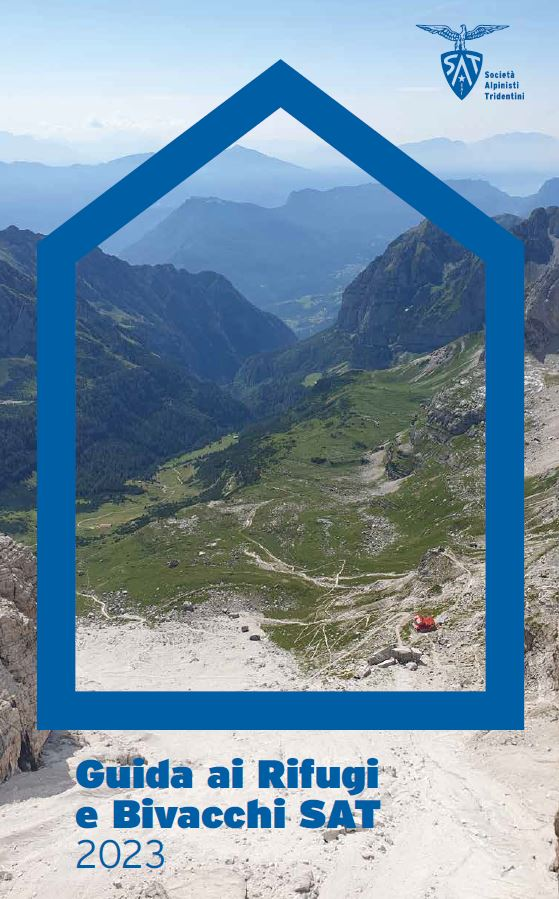 SAT
Società
Alpinisti
Tridentini
Guida ai Rifugi
e Bivacchi SAT
2023